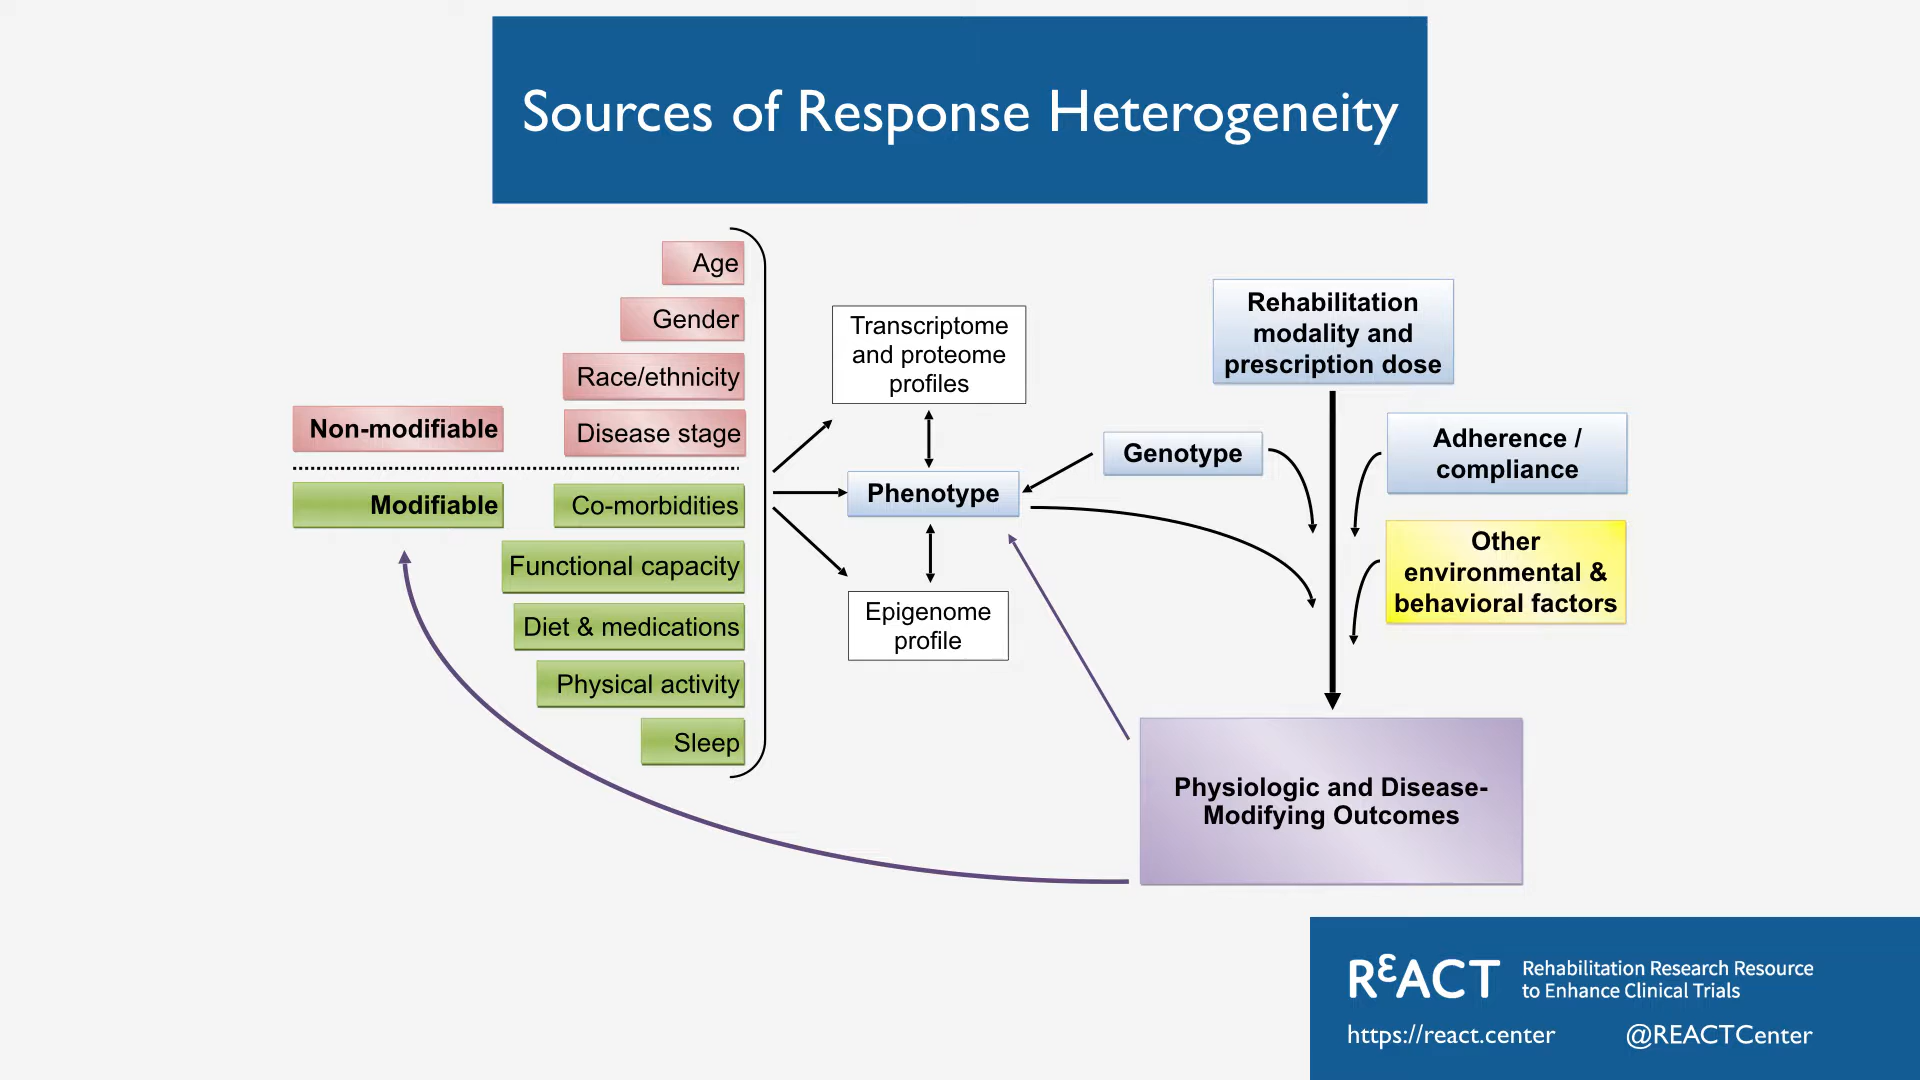 Sources of Response Heterogeneity
Age
Gender
Race/ethnicity
Disease stage
Non-modifiable
Modifiable
Co-morbidities
Functional capacity
Diet & medications
Physical activity
Sleep
Transcriptome
and proteome
profiles
Phenotype
Epigenome
profile
Genotype
Rehabilitation
modality and
prescription dose
Adherence /
compliance
Other
environmental &
behavioral factors
Physiologic and Disease-
Modifying Outcomes
RεACT
Rehabilitation Research Resource
to Enhance Clinical Trials
https://react.center
@REACTCenter